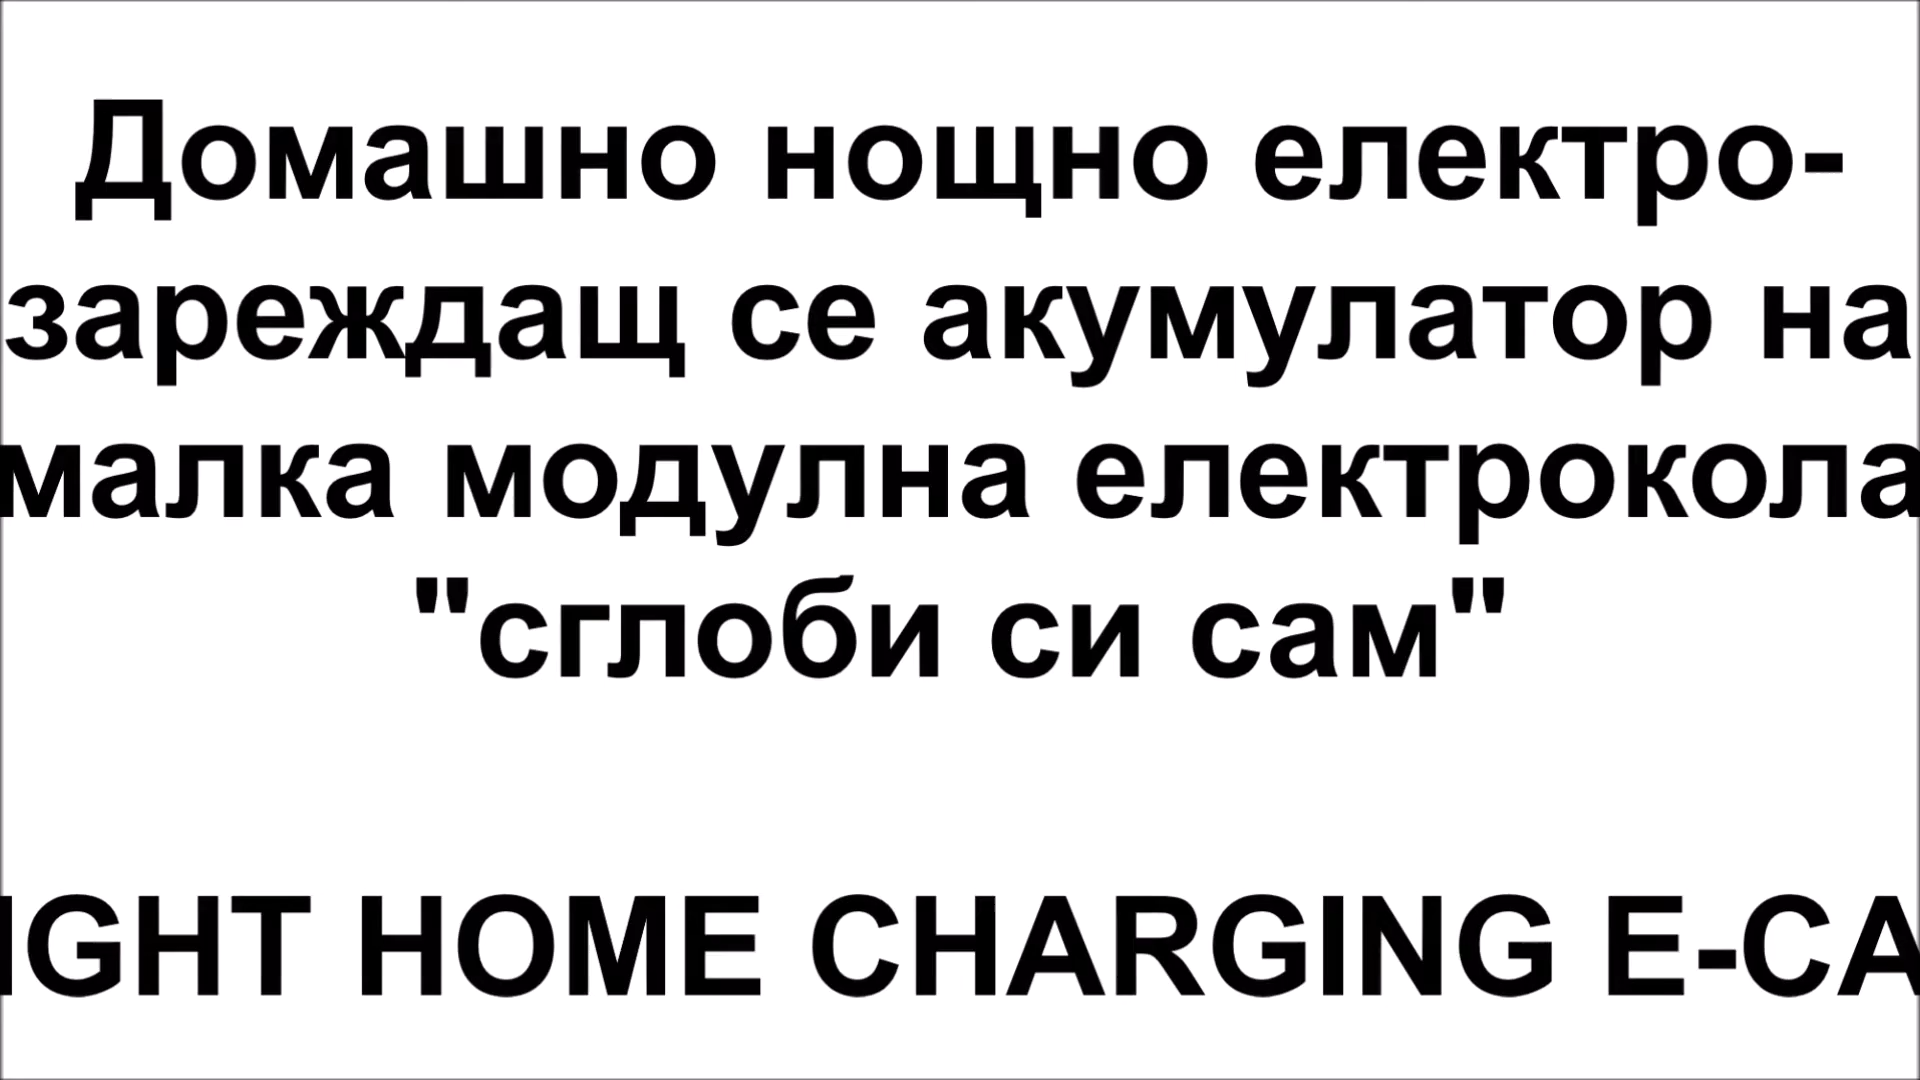 Домашно нощно електро-
зареждащ се акумулатор на
малка модулна електрокола
"сглоби си сам"
IGHT HOME CHARGING E-CA